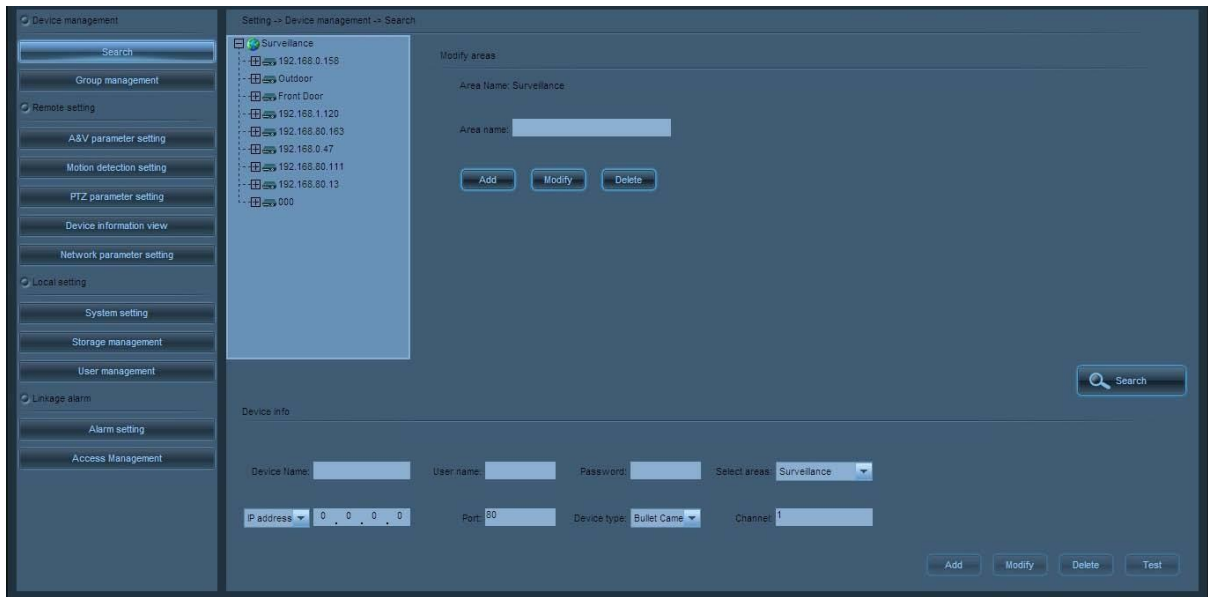 Device management
Search
Group management
Remote setting
A&V parameter setting
Motion detection setting
PTZ parameter setting
Device information view
Network parameter setting
Local setting
System setting
Storage management
User management
Linkage alarm
Alarm setting
Access Management
Setting -> Device management -> Search
Surveillance
192.168.0.158
Outdoor
Front Door
192.168.1.120
192.168.80.163
192.168.0.47
192.168.80.111
192.168.80.13
000
Modify areas
Area Name: Surveillance
Area name:
Add Modify Delete
Search
Device info
Device Name: User name: Password: Select areas: Surveillance
IP address 0 . 0 . 0 . 0 Port: 80 Device type: Bullet Came Channel: 1
Add Modify Delete Test